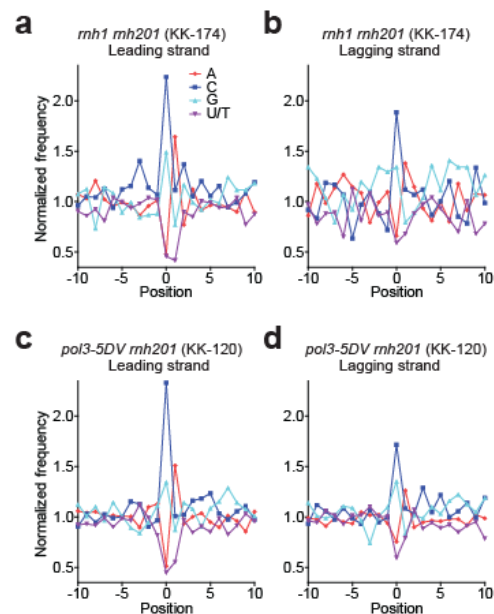 a
rnh1 rnh201 (KK-174)
Leading strand
b
rnh1 rnh201 (KK-174)
Lagging strand
A
C
G
U/T
Normalized frequency
2.0
1.5
1.0
0.5
-10 -5 0 5 10
Position
2.0
1.5
1.0
0.5
-10 -5 0 5 10
Position
c
pol3-5DV rnh201 (KK-120)
Leading strand
d
pol3-5DV rnh201 (KK-120)
Lagging strand
Normalized frequency
2.0
1.5
1.0
0.5
-10 -5 0 5 10
Position
2.0
1.5
1.0
0.5
-10 -5 0 5 10
Position